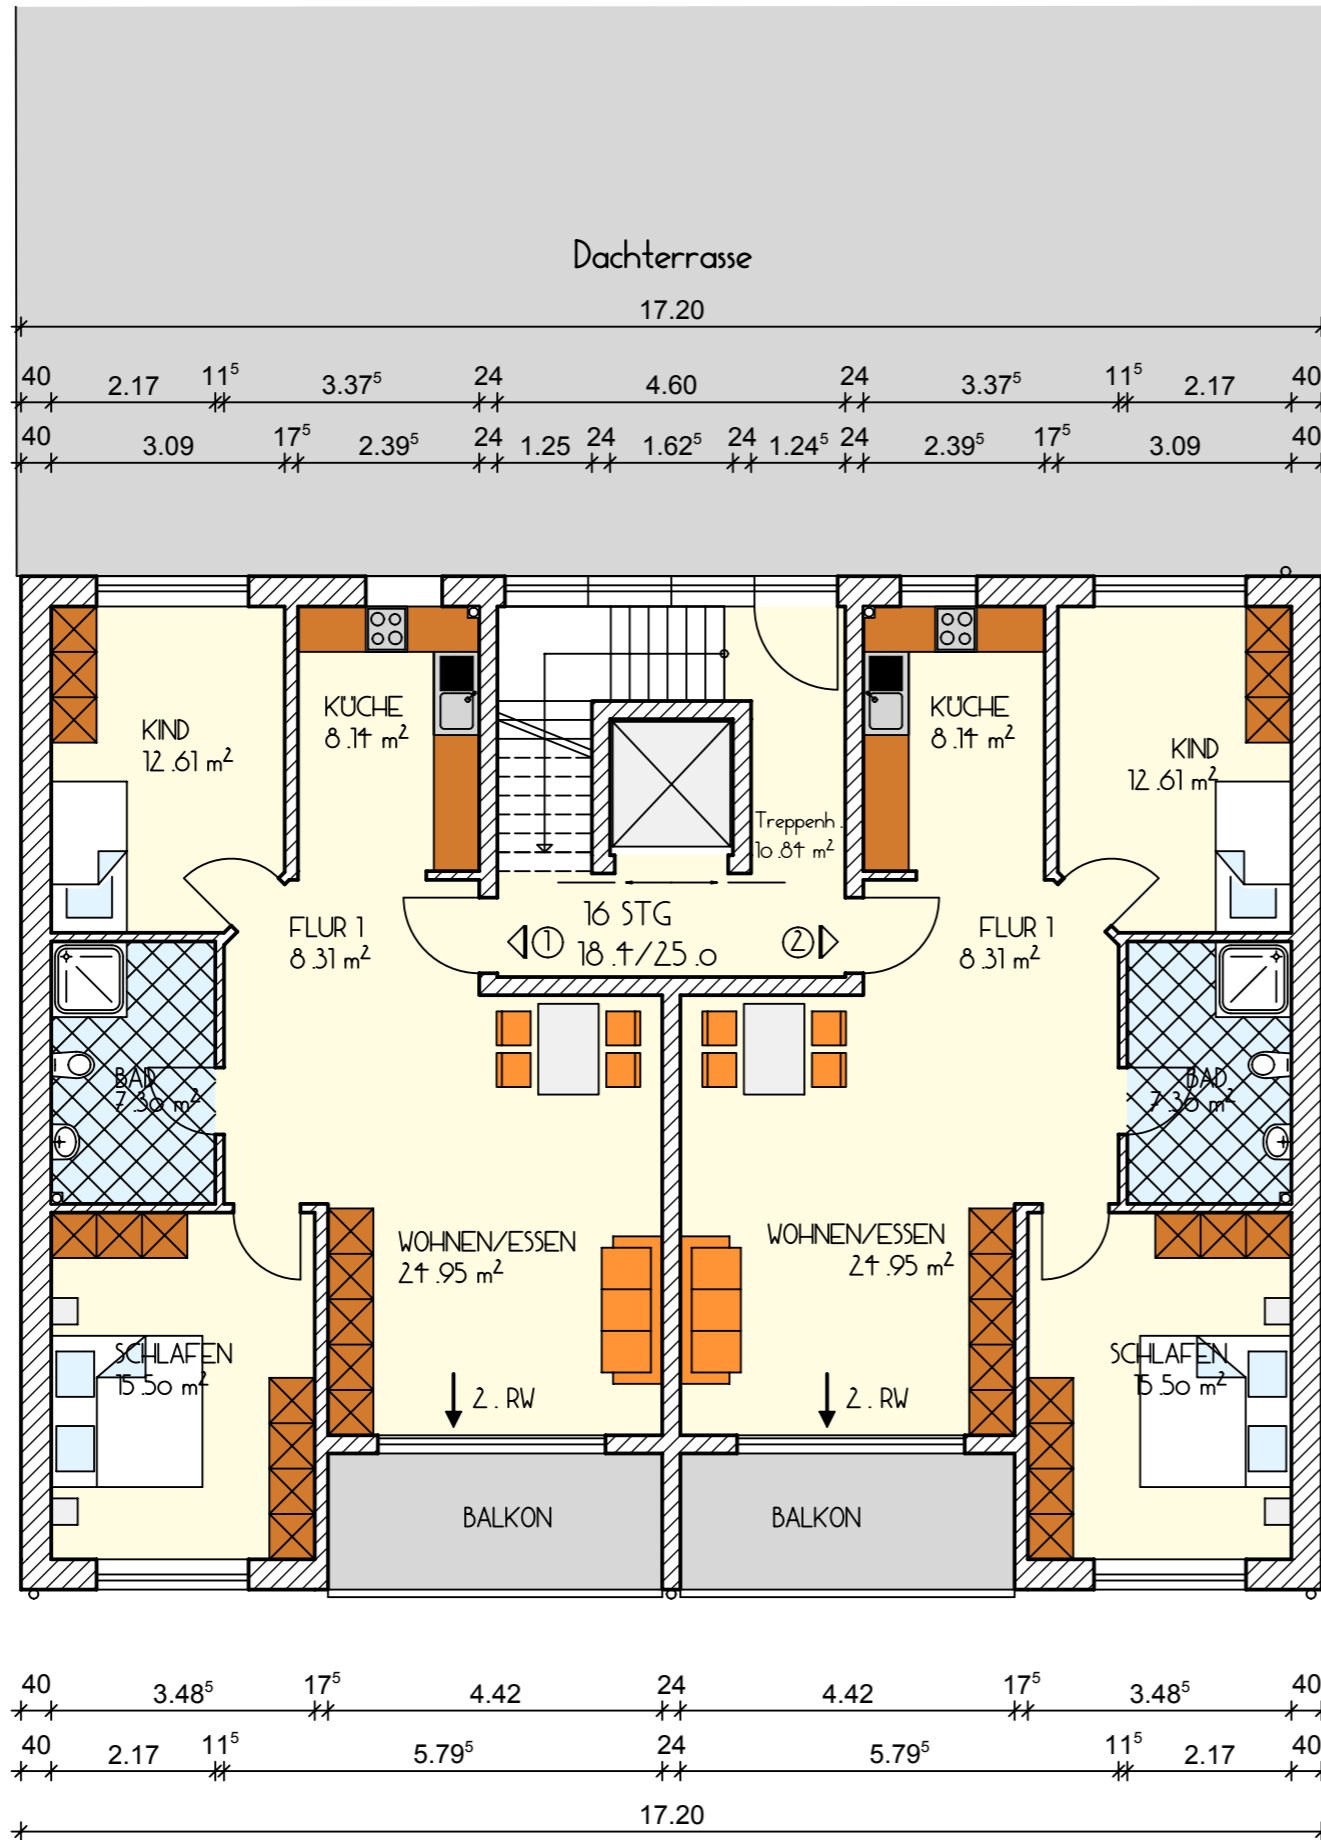 Dachterrasse
17.20
40 2.17 11⁵ 3.37⁵ 24 4.60 24 3.37⁵ 11⁵ 2.17 40
40 3.09 17⁵ 2.39⁵ 24 1.25 24 1.62⁵ 24 1.24⁵ 24 2.39⁵ 17⁵ 3.09 40
KIND
12.61 m²
KÜCHE
8.14 m²
KÜCHE
8.14 m²
KIND
12.61 m²
Treppenh.
10.84 m²
FLUR 1
8.31 m²
16 STG
18.4/25.0
1
2
FLUR 1
8.31 m²
BAD
7.30 m²
BAD
7.30 m²
WOHNEN/ESSEN
24.95 m²
WOHNEN/ESSEN
24.95 m²
SCHLAFEN
15.50 m²
2. RW
2. RW
SCHLAFEN
15.50 m²
BALKON
BALKON
40 3.48⁵ 17⁵ 4.42 24 4.42 17⁵ 3.48⁵ 40
40 2.17 11⁵ 5.79⁵ 24 5.79⁵ 11⁵ 2.17 40
17.20